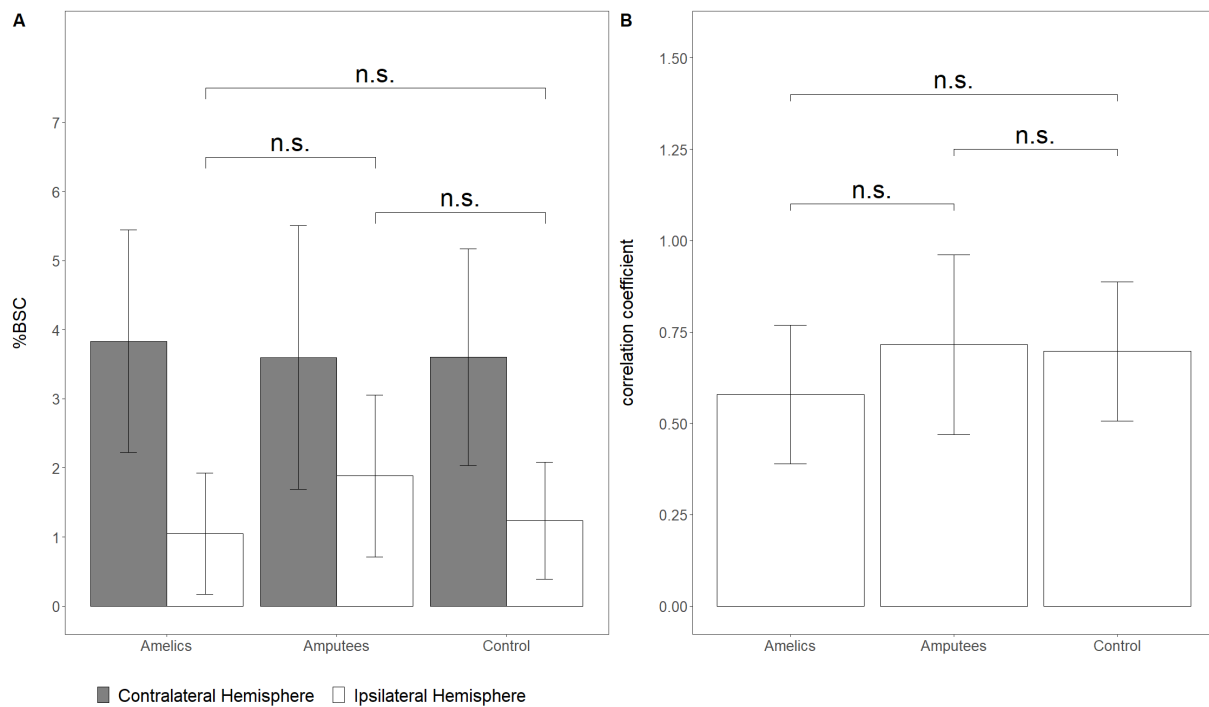 A
%BSC
7
6
5
4
3
2
1
0
n.s.
n.s.
n.s.
Amelics
Amputees
Control
Contralateral Hemisphere
Ipsilateral Hemisphere
B
correlation coefficient
1.50
1.25
1.00
0.75
0.50
0.25
0.00
n.s.
n.s.
n.s.
Amelics
Amputees
Control